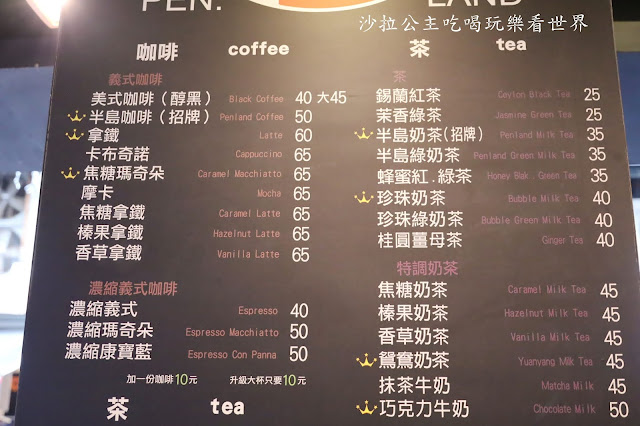 PEN. LAND
沙拉公主吃喝玩樂看世界
咖啡 coffee
義式咖啡
美式咖啡（醇黑） Black Coffee 40 大45
半島咖啡（招牌） Penland Coffee 50
拿鐵 Latte 60
卡布奇諾 Cappuccino 65
焦糖瑪奇朵 Caramel Macchiatto 65
摩卡 Mocha 65
焦糖拿鐵 Caramel Latte 65
榛果拿鐵 Hazelnut Latte 65
香草拿鐵 Vanilla Latte 65
濃縮義式咖啡
濃縮義式 Espresso 40
濃縮瑪奇朵 Espresso Macchiatto 50
濃縮康寶藍 Espresso Con Panna 50
加一份咖啡10元 升級大杯只要10元
茶 tea
茶 tea
茶
錫蘭紅茶 Ceylon Black Tea 25
茉香綠茶 Jasmine Green Tea 25
半島奶茶(招牌) Penland Milk Tea 35
半島綠奶茶 Penland Green Milk Tea 35
蜂蜜紅.綠茶 Honey Blak . Green Tea 35
珍珠奶茶 Bubble Milk Tea 40
珍珠綠奶茶 Bubble Green Milk Tea 40
桂圓薑母茶 Ginger Tea 40
特調奶茶
焦糖奶茶 Caramel Milk Tea 45
榛果奶茶 Hazelnut Milk Tea 45
香草奶茶 Vanilla Milk Tea 45
鴛鴦奶茶 Yuanyang Milk Tea 45
抹茶牛奶 Matcha Milk 45
巧克力牛奶 Chocolate Milk 50